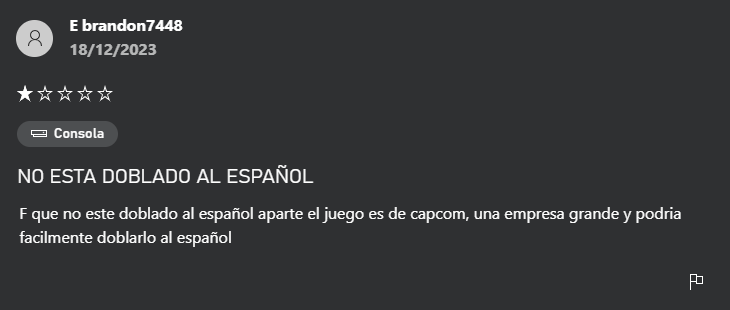 E brandon7448
18/12/2023
Consola
NO ESTA DOBLADO AL ESPAÑOL
F que no este doblado al español aparte el juego es de capcom, una empresa grande y podria
facilmente doblarlo al español